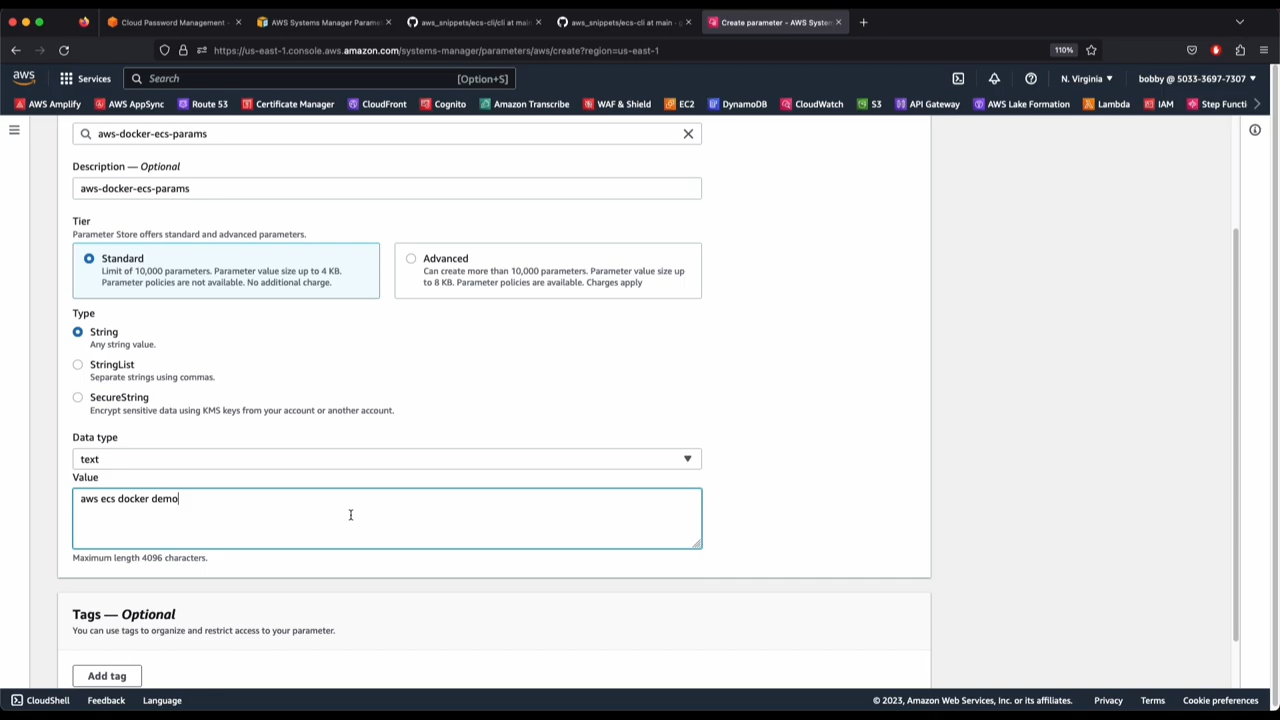 Cloud Password Management -
AWS Systems Manager Parame
aws_snippets/ecs-cli/cli at main
aws_snippets/ecs-cli at main · g
Create parameter - AWS System
https://us-east-1.console.aws.amazon.com/systems-manager/parameters/aws/create?region=us-east-1
110%
aws
Services
Search
[Option+S]
N. Virginia
bobby @ 5033-3697-7307
AWS Amplify
AWS AppSync
Route 53
Certificate Manager
CloudFront
Cognito
Amazon Transcribe
WAF & Shield
EC2
DynamoDB
CloudWatch
S3
API Gateway
AWS Lake Formation
Lambda
IAM
Step Functi
aws-docker-ecs-params
Description — Optional
aws-docker-ecs-params
Tier
Parameter Store offers standard and advanced parameters.
Standard
Limit of 10,000 parameters. Parameter value size up to 4 KB.
Parameter policies are not available. No additional charge.
Advanced
Can create more than 10,000 parameters. Parameter value size up
to 8 KB. Parameter policies are available. Charges apply
Type
String
Any string value.
StringList
Separate strings using commas.
SecureString
Encrypt sensitive data using KMS keys from your account or another account.
Data type
text
Value
aws ecs docker demo
Maximum length 4096 characters.
Tags — Optional
You can use tags to organize and restrict access to your parameter.
Add tag
CloudShell
Feedback
Language
© 2023, Amazon Web Services, Inc. or its affiliates.
Privacy
Terms
Cookie preferences